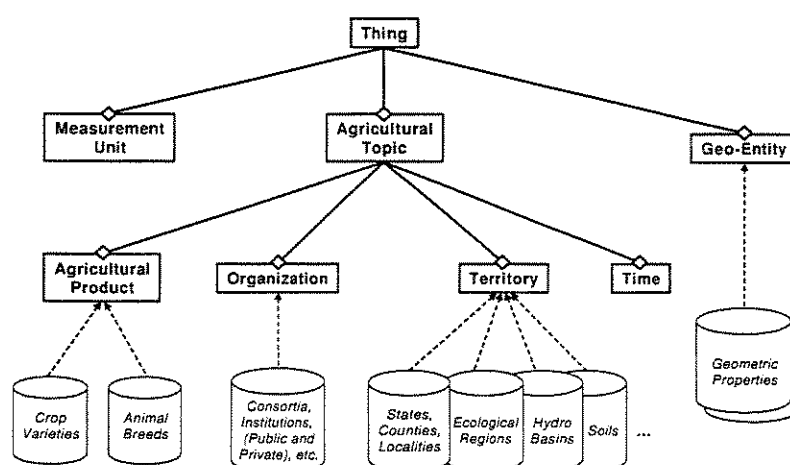 Thing
Measurement
Unit
Agricultural
Topic
Geo-Entity
Agricultural
Product
Organization
Territory
Time
Crop
Varieties
Animal
Breeds
Consortia,
Institutions,
(Public and
Private), etc.
States,
Counties,
Localities
Ecological
Regions
Hydro
Basins
Soils
...
Geometric
Properties